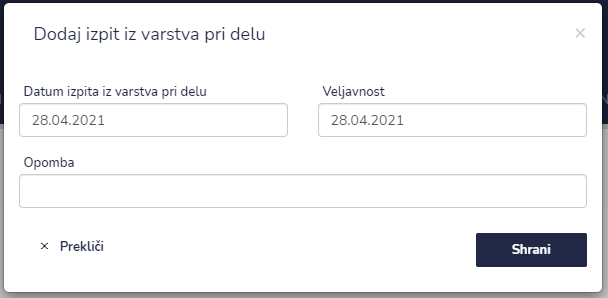 Dodaj izpit iz varstva pri delu
Datum izpita iz varstva pri delu
Veljavnost
28.04.2021
28.04.2021
Opomba
Prekliči
Shrani